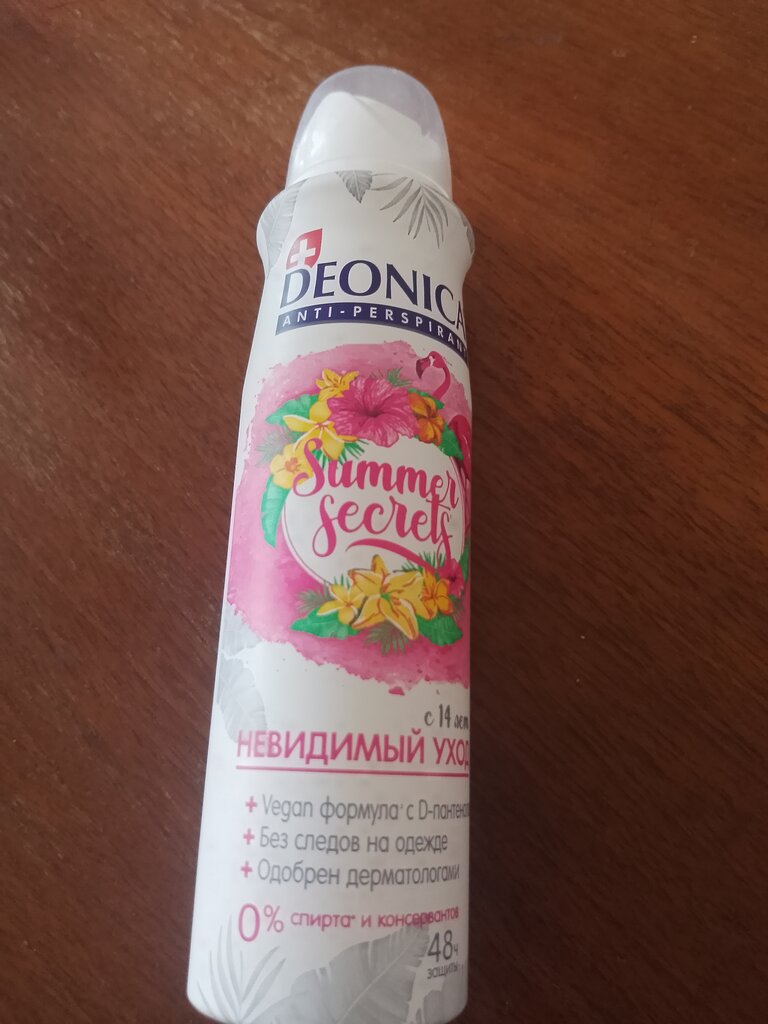 DEONICA
ANTI-PERSPIRAN
Summer
secrets
с 14 лет
НЕВИДИМЫЙ УХОД
+ Vegan формула* с D-пантено
+ Без следов на одежде
+ Одобрен дерматологами
0% спирта* и консервантов
48ч
защиты